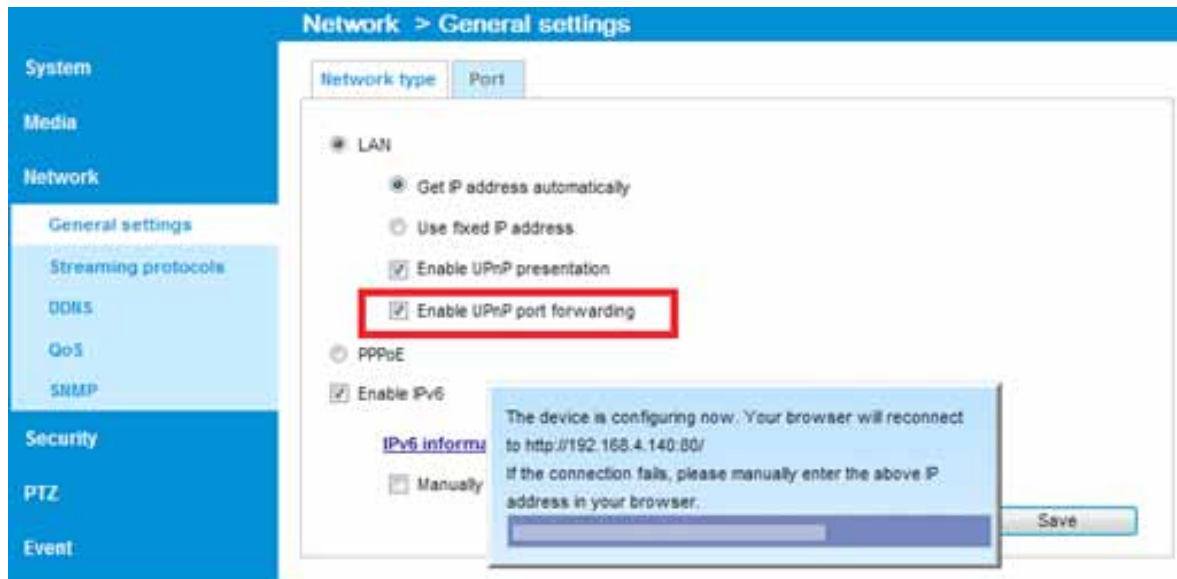 Network > General settings
System
Media
Network
General settings
Streaming protocols
DDNS
QoS
SNMP
Security
PTZ
Event
Network type
Port
LAN
Get IP address automatically
Use fixed IP address
Enable UPnP presentation
Enable UPnP port forwarding
PPPoE
Enable IPv6
IPv6 informa
Manually
The device is configuring now. Your browser will reconnect
to http://192.168.4.140:80/
If the connection fails, please manually enter the above IP
address in your browser.
Save